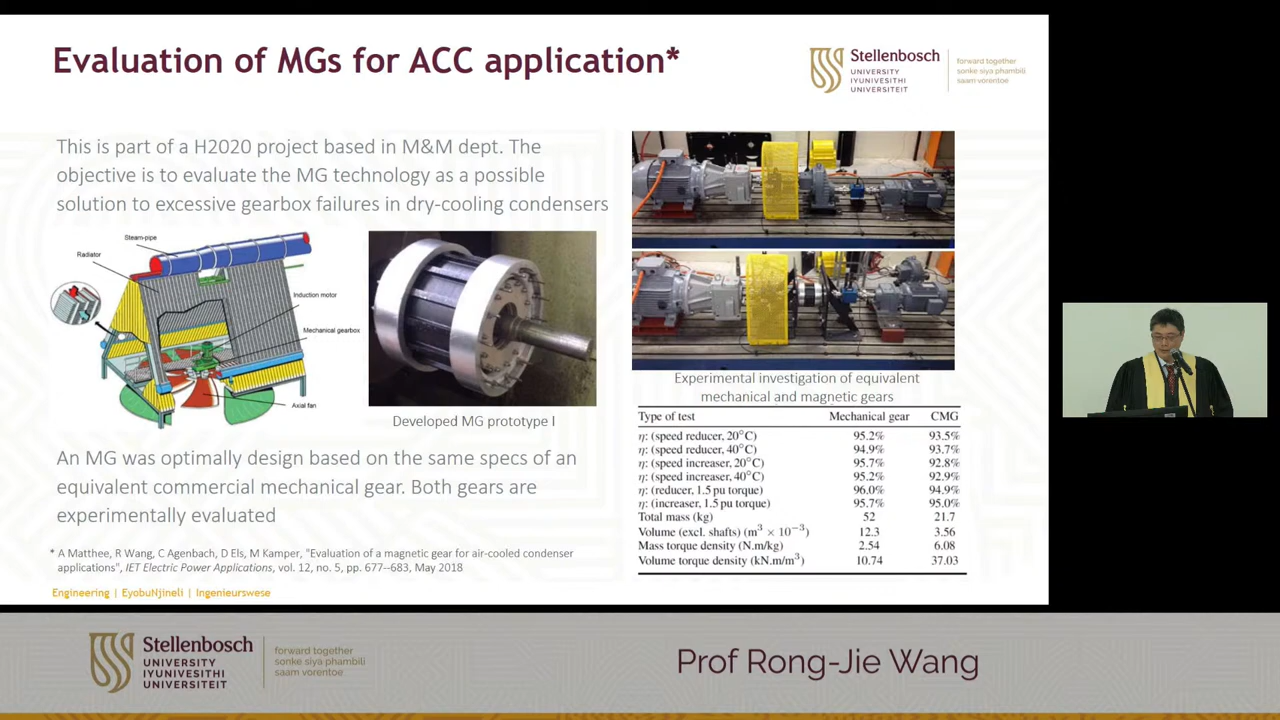 Evaluation of MGs for ACC application*
Stellenbosch
UNIVERSITY
IYUNIVESITHI
UNIVERSITEIT
forward together
sonke siya phambili
saam vorentoe
This is part of a H2020 project based in M&M dept. The
objective is to evaluate the MG technology as a possible
solution to excessive gearbox failures in dry-cooling condensers
Steam-pipe
Radiator
Induction motor
Mechanical gearbox
Axial fan
Developed MG prototype I
An MG was optimally design based on the same specs of an
equivalent commercial mechanical gear. Both gears are
experimentally evaluated
* A Matthee, R Wang, C Agenbach, D Els, M Kamper, "Evaluation of a magnetic gear for air-cooled condenser
applications", IET Electric Power Applications, vol. 12, no. 5, pp. 677--683, May 2018
Engineering | EyobuNjineli | Ingenieurswese
Experimental investigation of equivalent
mechanical and magnetic gears
Type of test Mechanical gear CMG
η: (speed reducer, 20°C) 95.2% 93.5%
η: (speed reducer, 40°C) 94.9% 93.7%
η: (speed increaser, 20°C) 95.7% 92.8%
η: (speed increaser, 40°C) 95.2% 92.9%
η: (reducer, 1.5 pu torque) 96.0% 94.9%
η: (increaser, 1.5 pu torque) 95.7% 95.0%
Total mass (kg) 52 21.7
Volume (excl. shafts) (m³ × 10⁻³) 12.3 3.56
Mass torque density (N.m/kg) 2.54 6.08
Volume torque density (kN.m/m³) 10.74 37.03
Stellenbosch
UNIVERSITY
IYUNIVESITHI
UNIVERSITEIT
forward together
sonke siya phambili
saam vorentoe
Prof Rong-Jie Wang